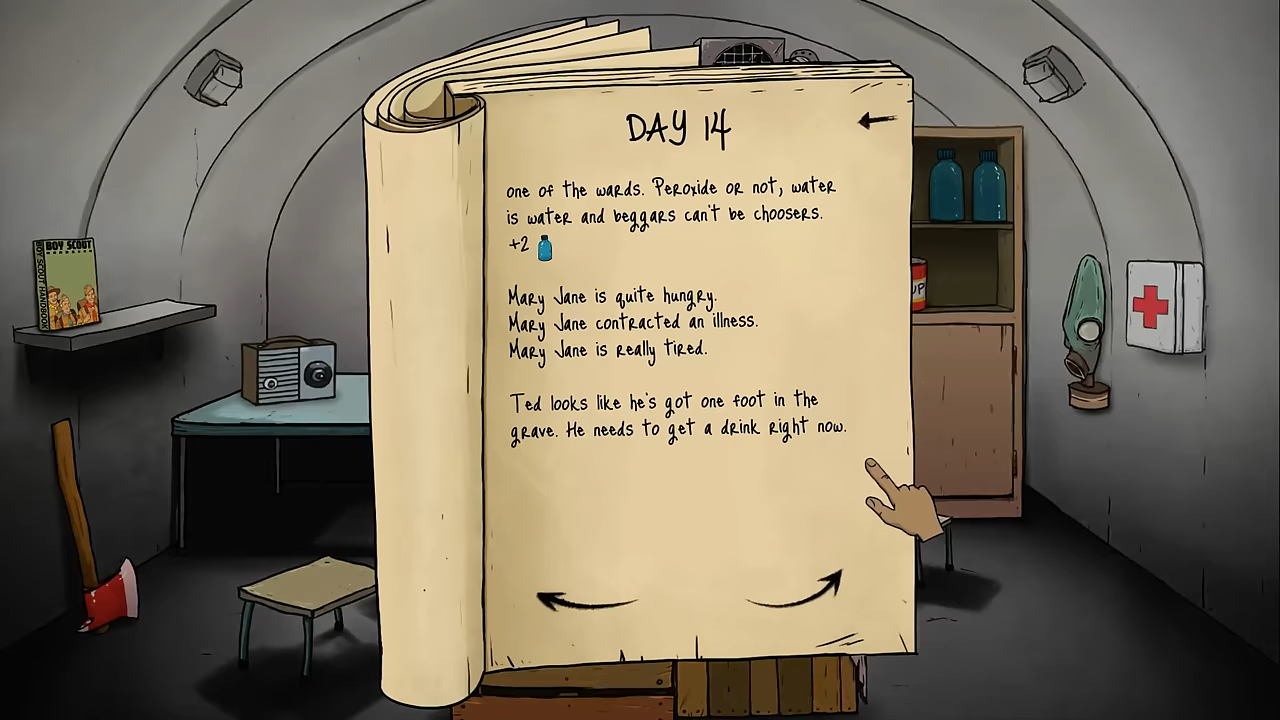 DAY 14
one of the wards. Peroxide or not, water
is water and beggars can't be choosers.
+2
Mary Jane is quite hungry.
Mary Jane contracted an illness.
Mary Jane is really tired.
Ted looks like he's got one foot in the
grave. He needs to get a drink right now.
BOY SCOUT
BOY SCOUT HANDBOOK
UP